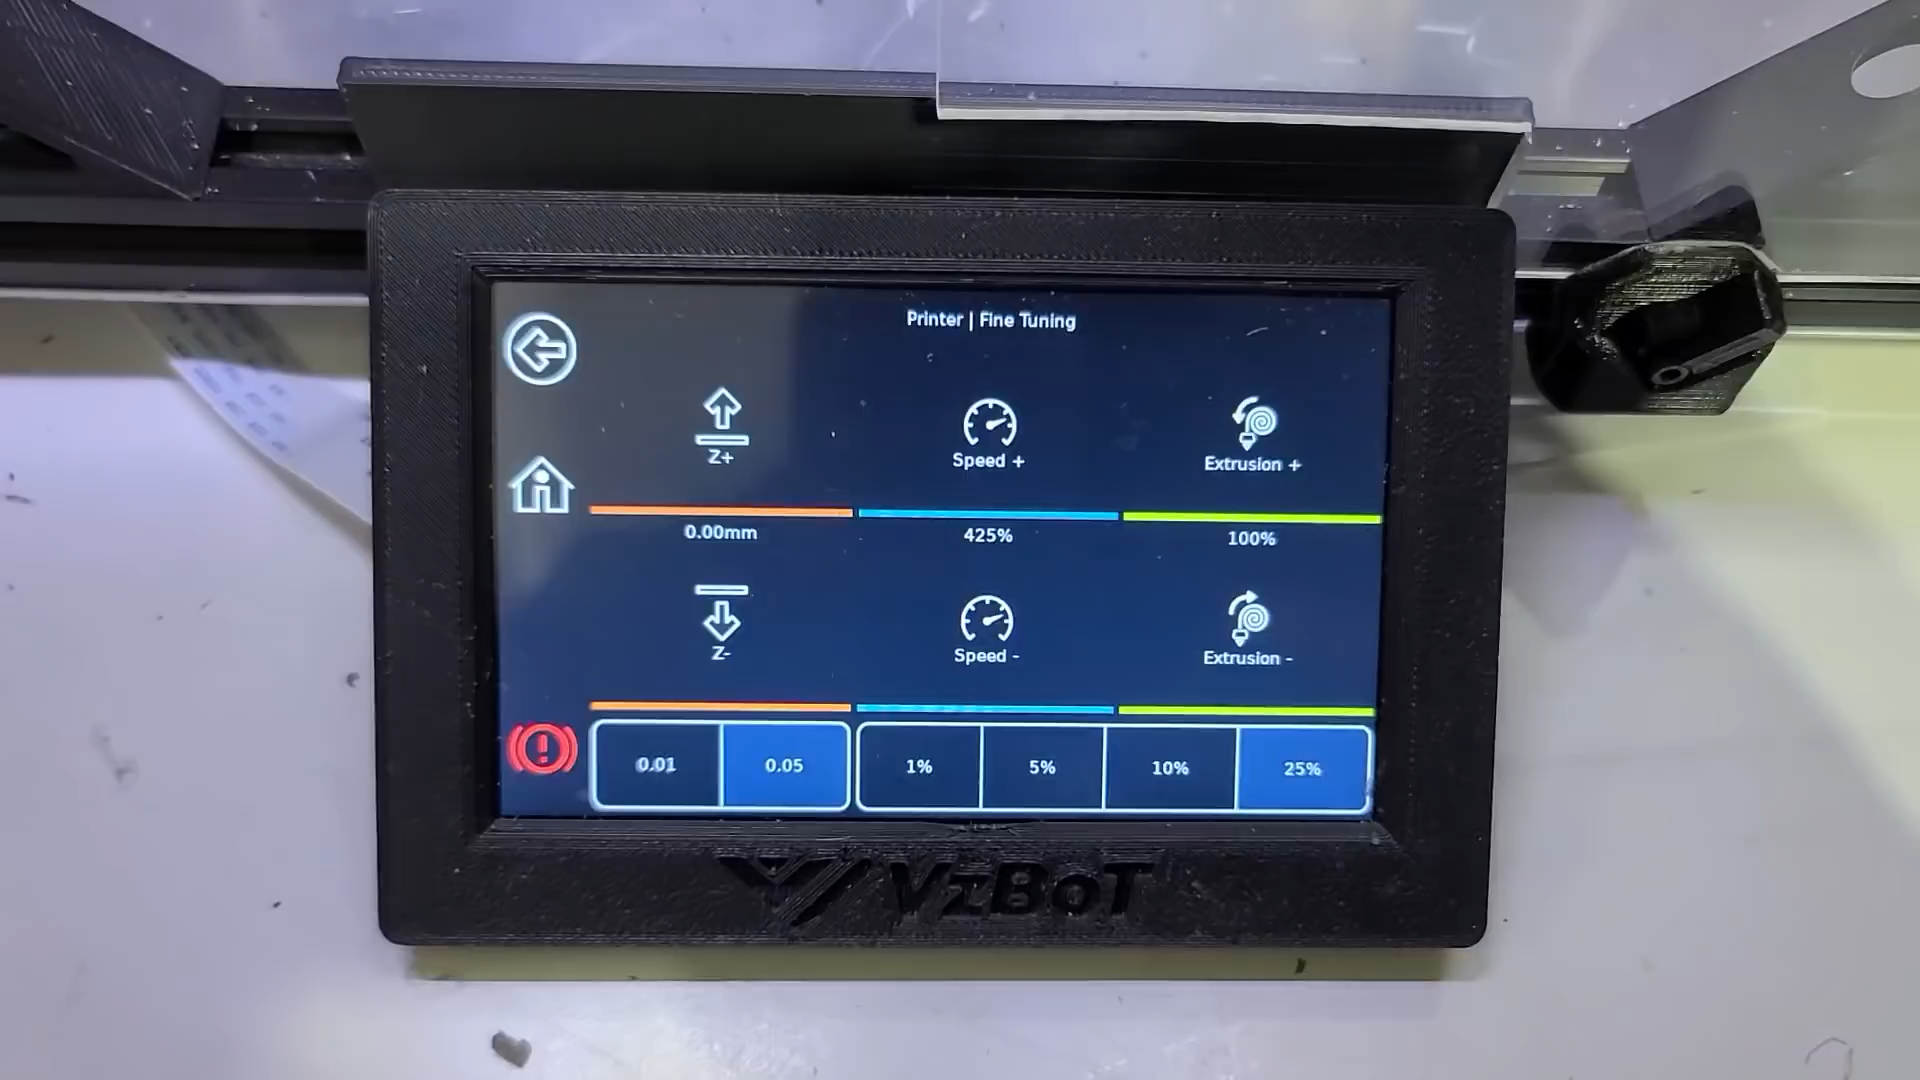 Printer | Fine Tuning
Z+
Speed +
Extrusion +
0.00mm
425%
100%
Z-
Speed -
Extrusion -
0.01
0.05
1%
5%
10%
25%
VzBoT